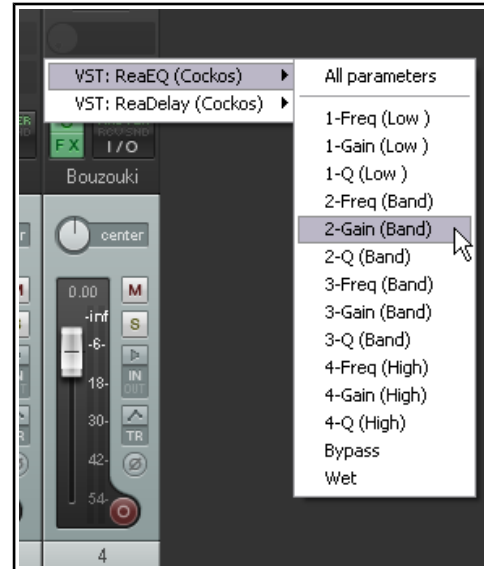 VST: ReaEQ (Cockos)
VST: ReaDelay (Cockos)
All parameters
1-Freq (Low )
1-Gain (Low )
1-Q (Low )
2-Freq (Band)
2-Gain (Band)
2-Q (Band)
3-Freq (Band)
3-Gain (Band)
3-Q (Band)
4-Freq (High)
4-Gain (High)
4-Q (High)
Bypass
Wet
FX
I/O
Bouzouki
center
0.00
M
-inf
S
-6-
IN
OUT
18-
30-
TR
42-
54-
4